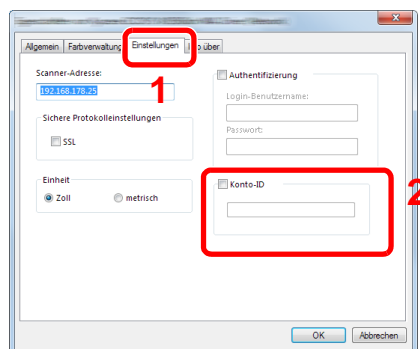 Allgemein Farbverwaltung Einstellungen über
1
Scanner-Adresse:
192.168.178.25
Sichere Protokolleinstellungen
SSL
Einheit
Zoll metrisch
Authentifizierung
Login-Benutzername:
Passwort:
Konto-ID
2
OK Abbrechen